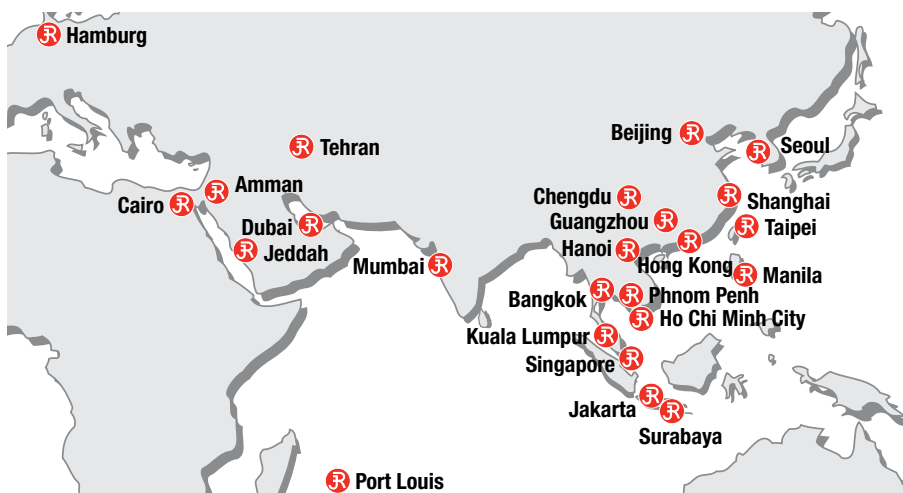 Hamburg
Tehran
Beijing
Seoul
Amman
Cairo
Chengdu
Shanghai
Guangzhou
Dubai
Taipei
Jeddah
Hanoi
Hong Kong
Mumbai
Manila
Bangkok
Phnom Penh
Ho Chi Minh City
Kuala Lumpur
Singapore
Jakarta
Surabaya
Port Louis